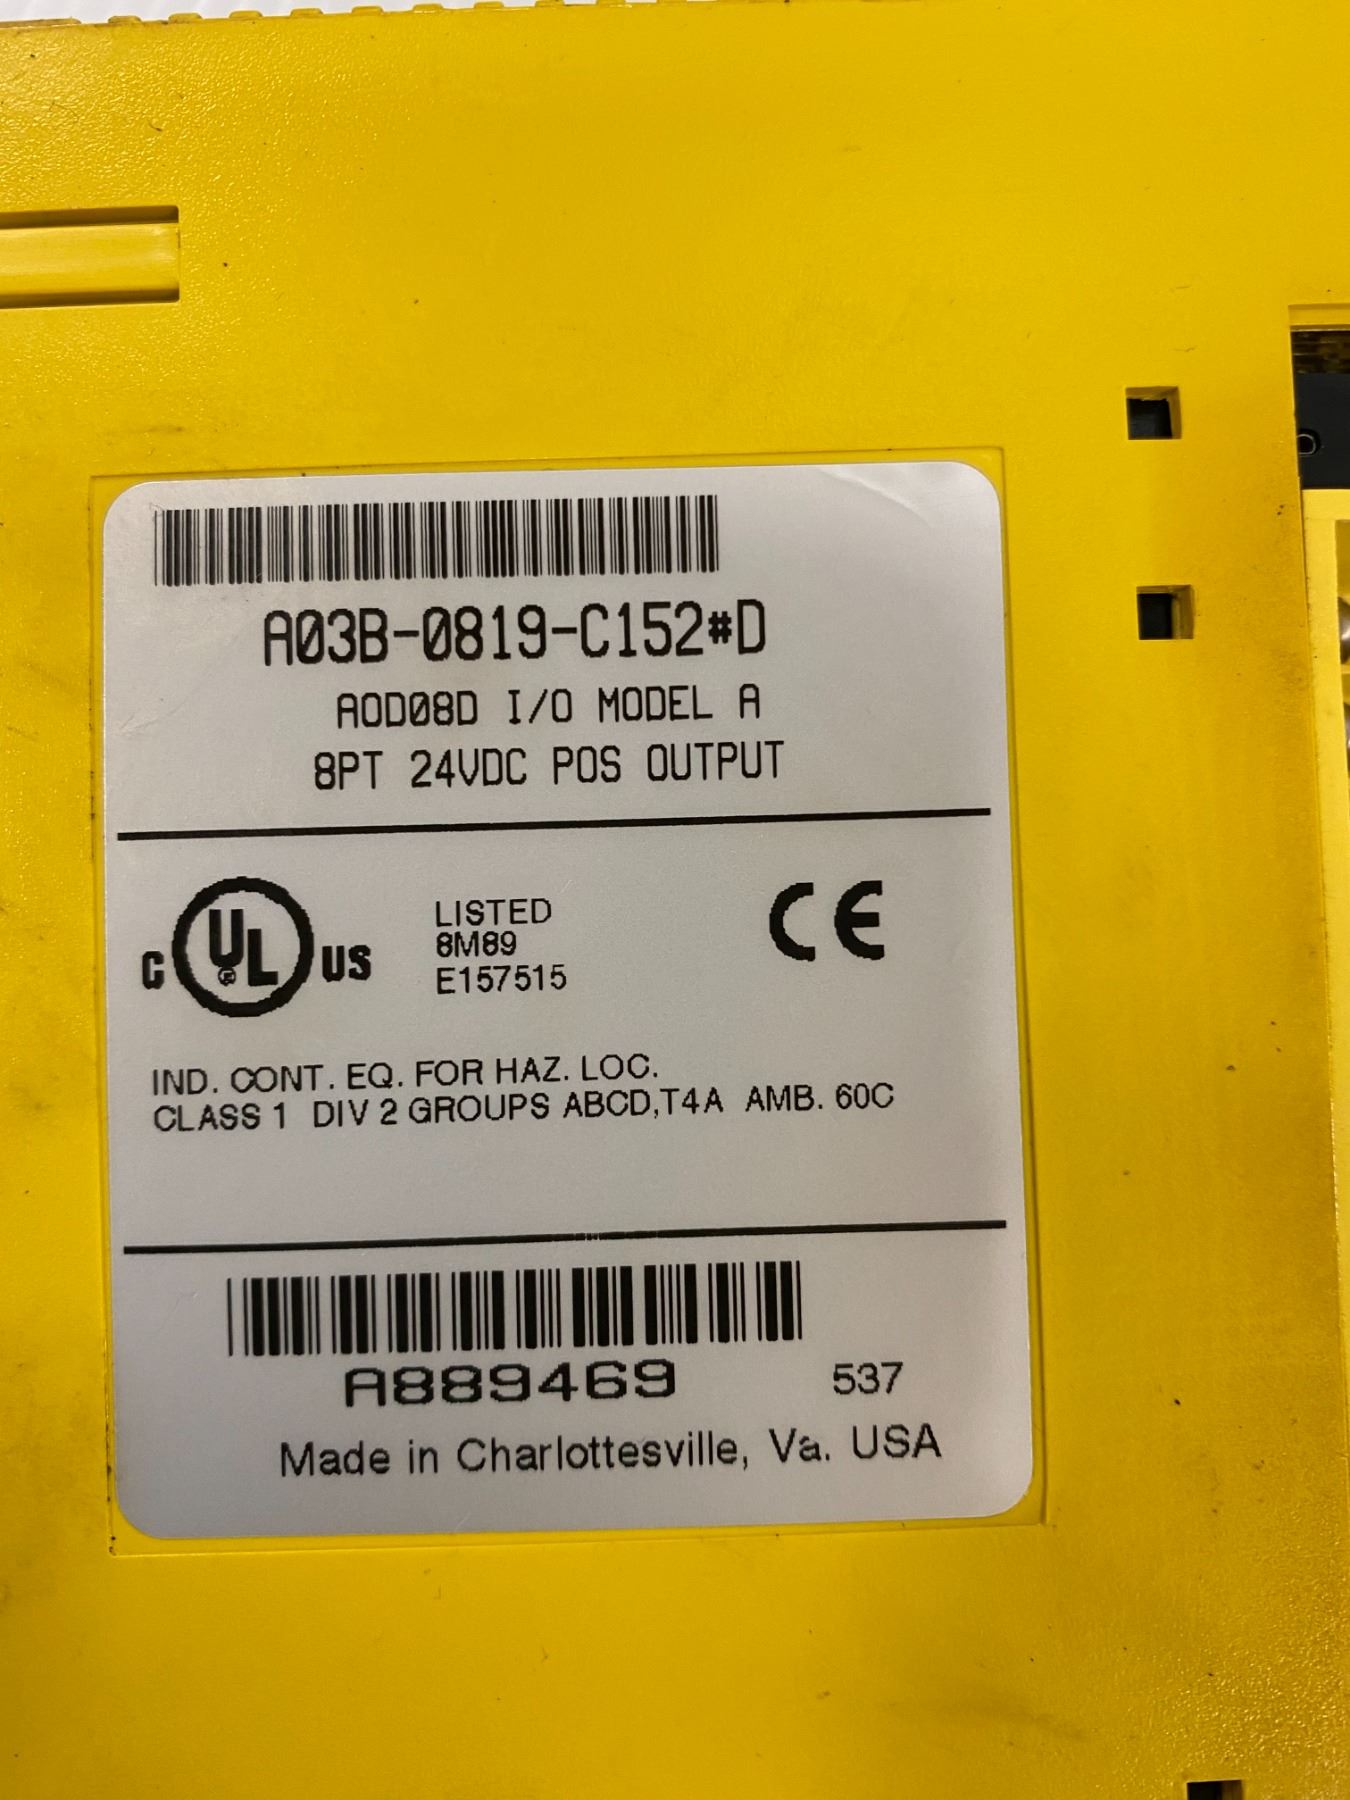 A03B-0819-C152#D
AOD08D I/O MODEL A
8PT 24VDC POS OUTPUT
C UL US
LISTED
8M89
E157515
CE
IND. CONT. EQ. FOR HAZ. LOC.
CLASS 1 DIV 2 GROUPS ABCD,T4A AMB. 60C
A889469 537
Made in Charlottesville, Va. USA